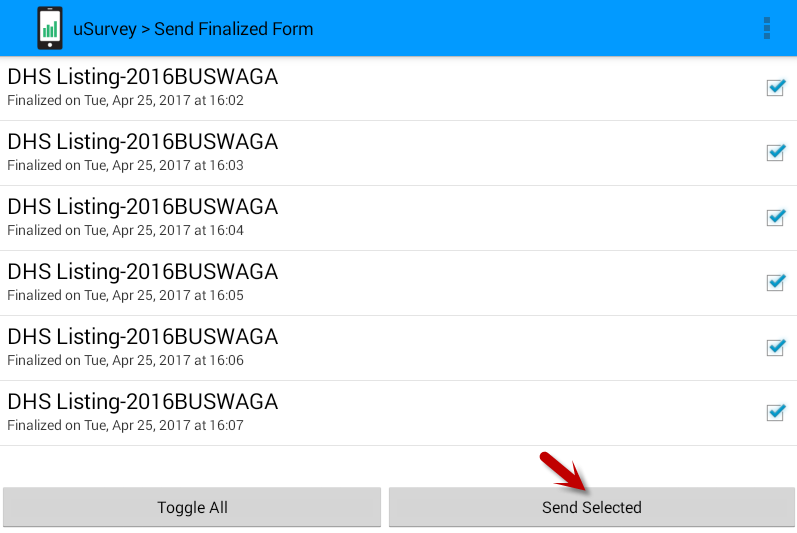 uSurvey > Send Finalized Form
DHS Listing-2016BUSWAGA
Finalized on Tue, Apr 25, 2017 at 16:02
DHS Listing-2016BUSWAGA
Finalized on Tue, Apr 25, 2017 at 16:03
DHS Listing-2016BUSWAGA
Finalized on Tue, Apr 25, 2017 at 16:04
DHS Listing-2016BUSWAGA
Finalized on Tue, Apr 25, 2017 at 16:05
DHS Listing-2016BUSWAGA
Finalized on Tue, Apr 25, 2017 at 16:06
DHS Listing-2016BUSWAGA
Finalized on Tue, Apr 25, 2017 at 16:07
Toggle All
Send Selected